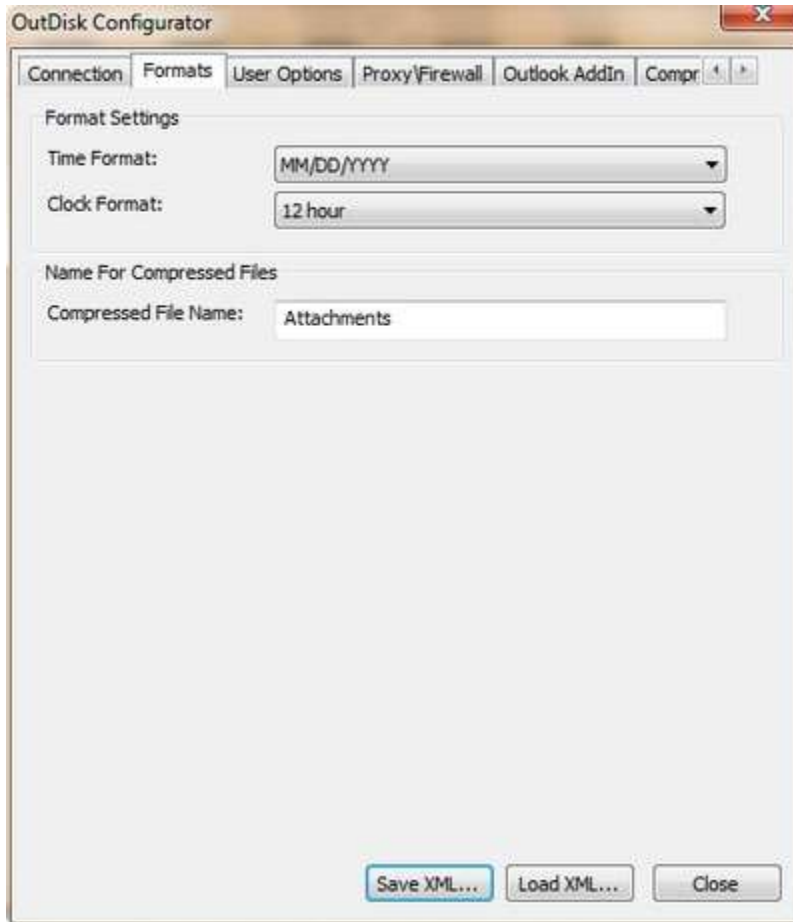 OutDisk Configurator
Connection Formats User Options Proxy\Firewall Outlook AddIn Compr
Format Settings
Time Format: MM/DD/YYYY
Clock Format: 12 hour
Name For Compressed Files
Compressed File Name: Attachments
Save XML... Load XML... Close